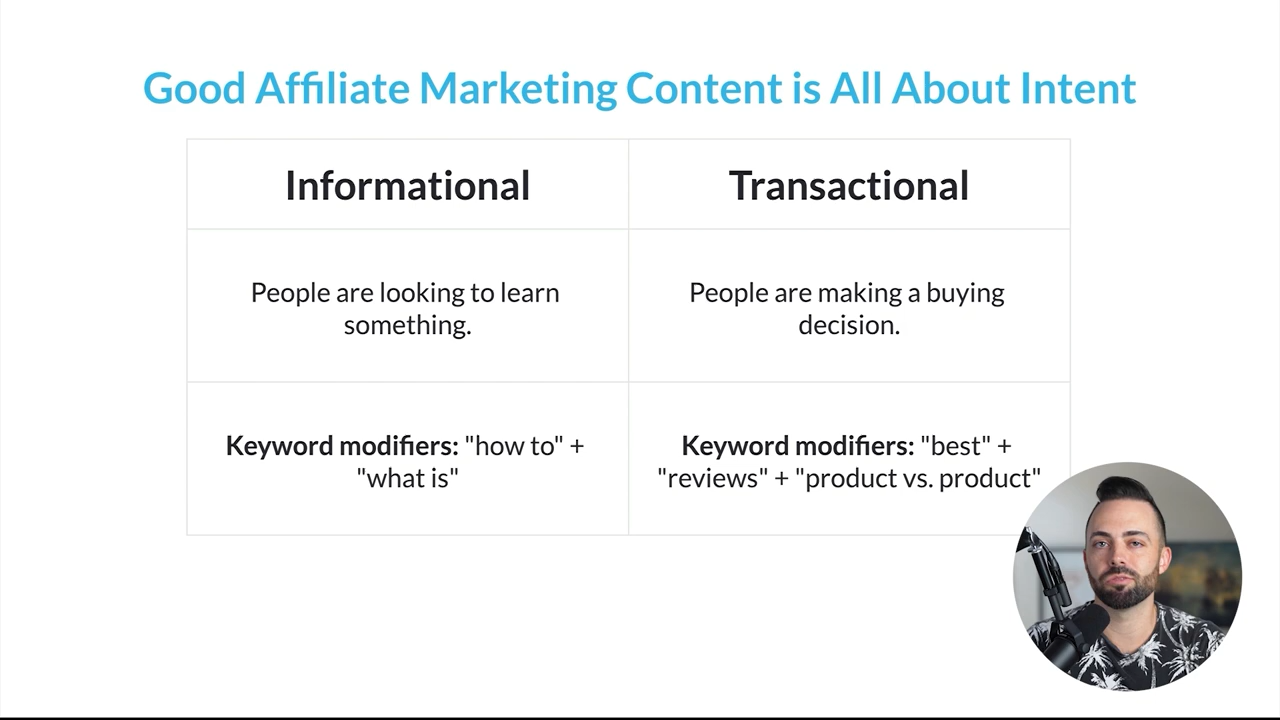 Good Affiliate Marketing Content is All About Intent
Informational
Transactional
People are looking to learn
something.
People are making a buying
decision.
Keyword modifiers: "how to" +
"what is"
Keyword modifiers: "best" +
"reviews" + "product vs. product"